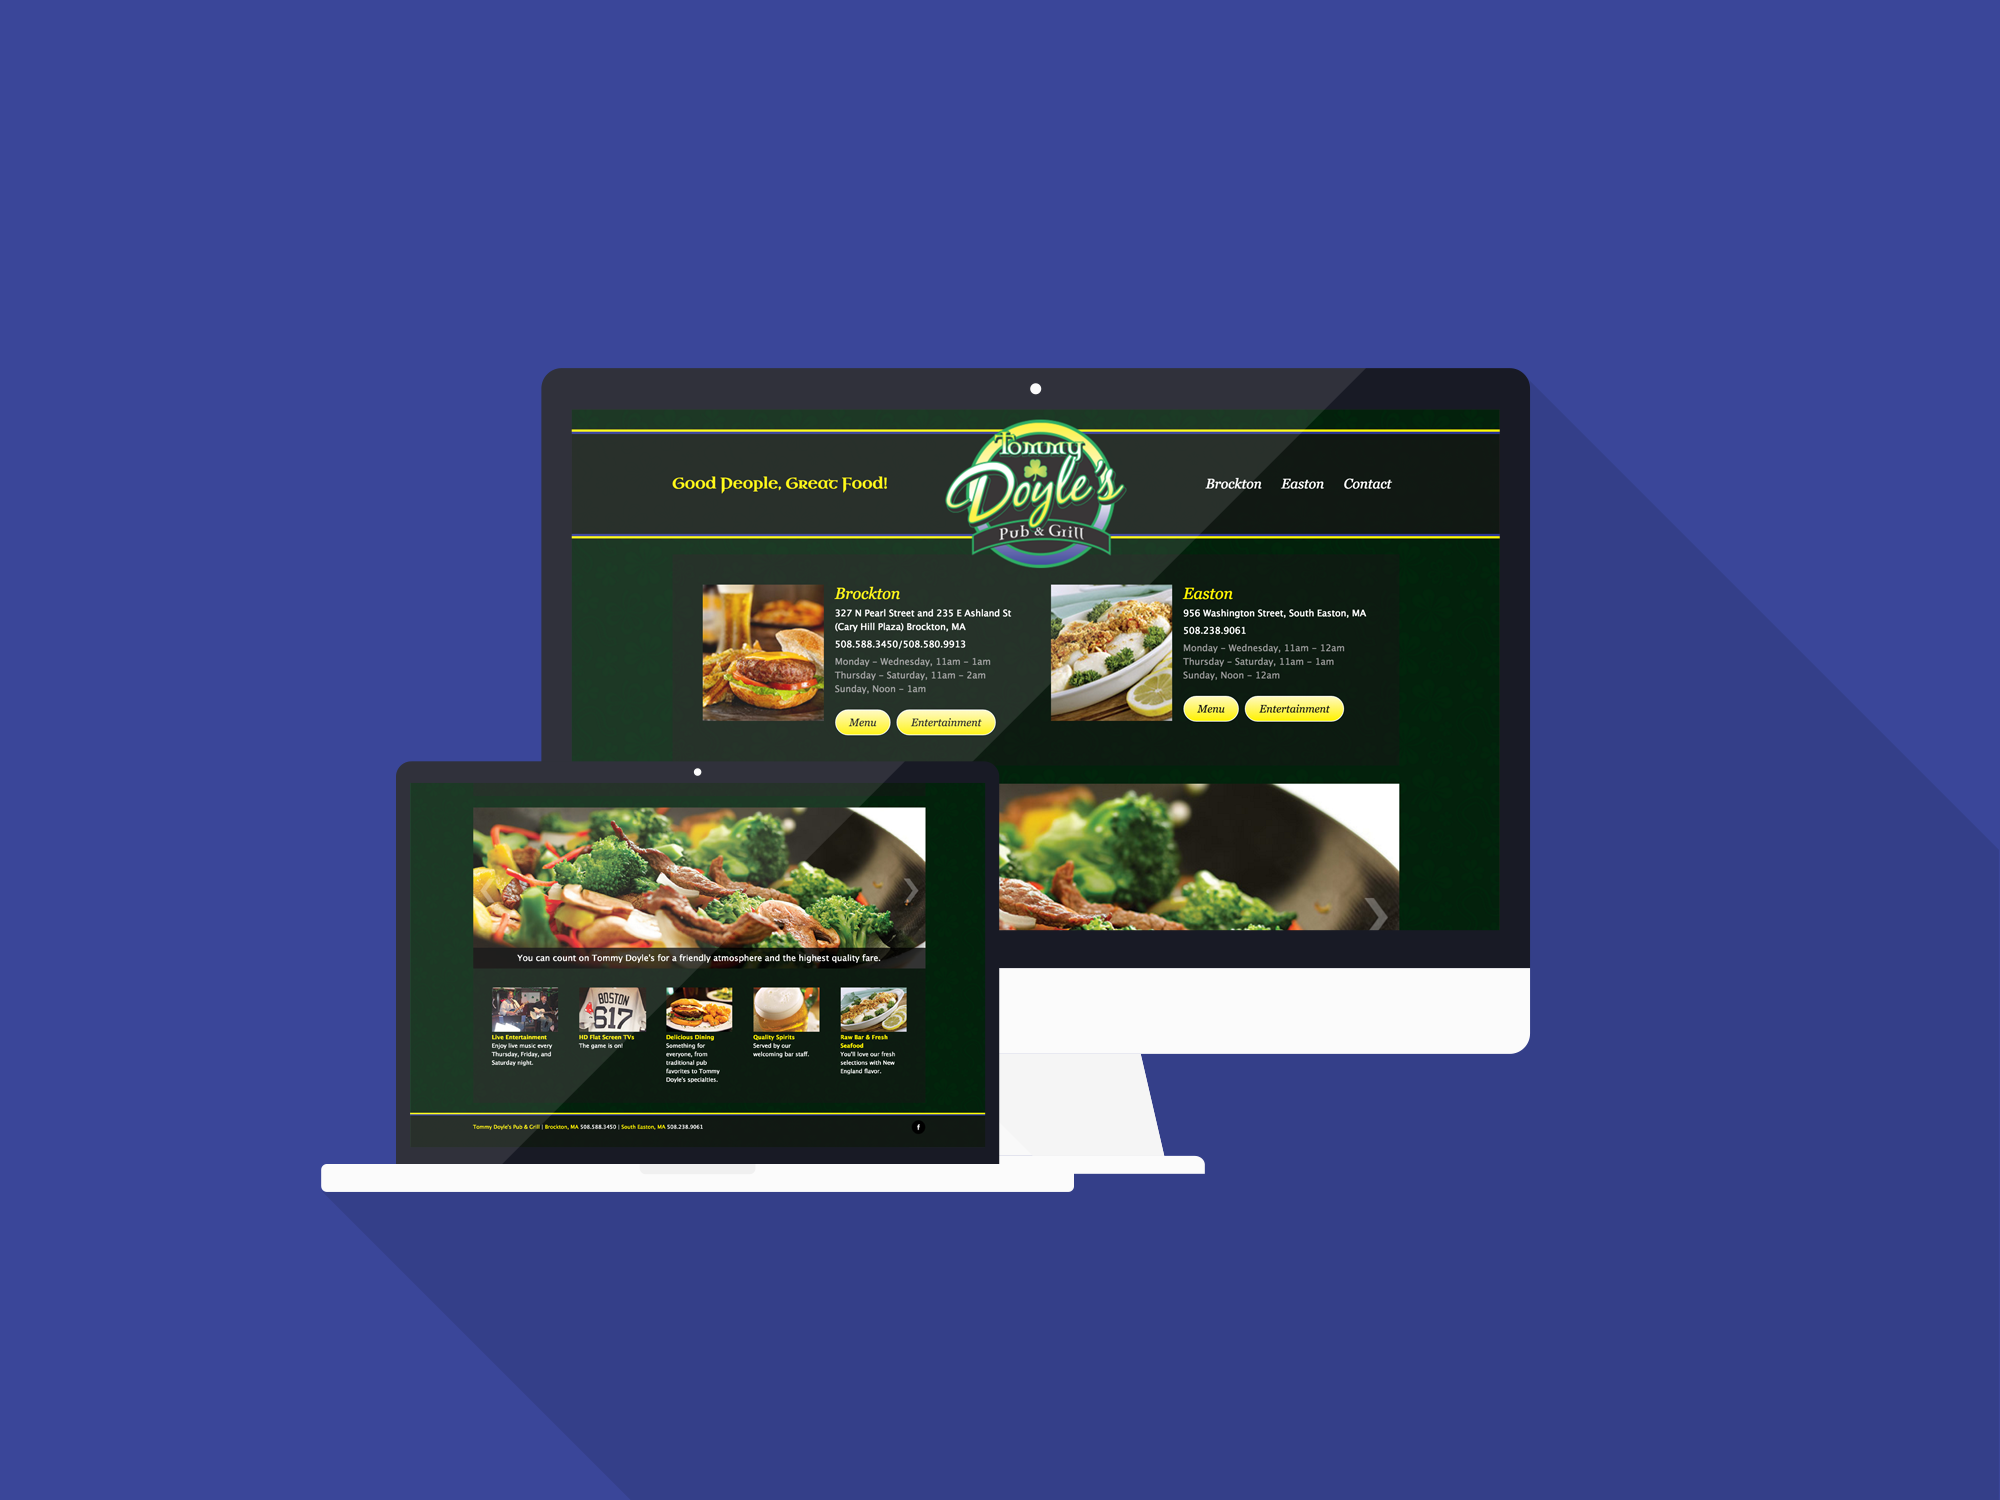 Good People, Great Food!
Tommy
Doyle's
Pub & Grill
Brockton Easton Contact
Brockton
327 N Pearl Street and 235 E Ashland St
(Cary Hill Plaza) Brockton, MA
508.588.3450/508.580.9913
Monday – Wednesday, 11am – 1am
Thursday – Saturday, 11am – 2am
Sunday, Noon – 1am
Menu Entertainment
Easton
956 Washington Street, South Easton, MA
508.238.9061
Monday – Wednesday, 11am – 12am
Thursday – Saturday, 11am – 1am
Sunday, Noon – 12am
Menu Entertainment
You can count on Tommy Doyle's for a friendly atmosphere and the highest quality fare.
BOSTON
617
Live Entertainment
Enjoy live music every
Thursday, Friday, and
Saturday night.
HD Flat Screen TVs
The game is on!
Delicious Dining
Something for
everyone, from
traditional pub
favorites to Tommy
Doyle's specialties.
Quality Spirits
Served by our
welcoming bar staff.
Raw Bar & Fresh
Seafood
You'll love our fresh
selections with New
England flavor.
Tommy Doyle's Pub & Grill | Brockton, MA 508.588.3450 | South Easton, MA 508.238.9061
f